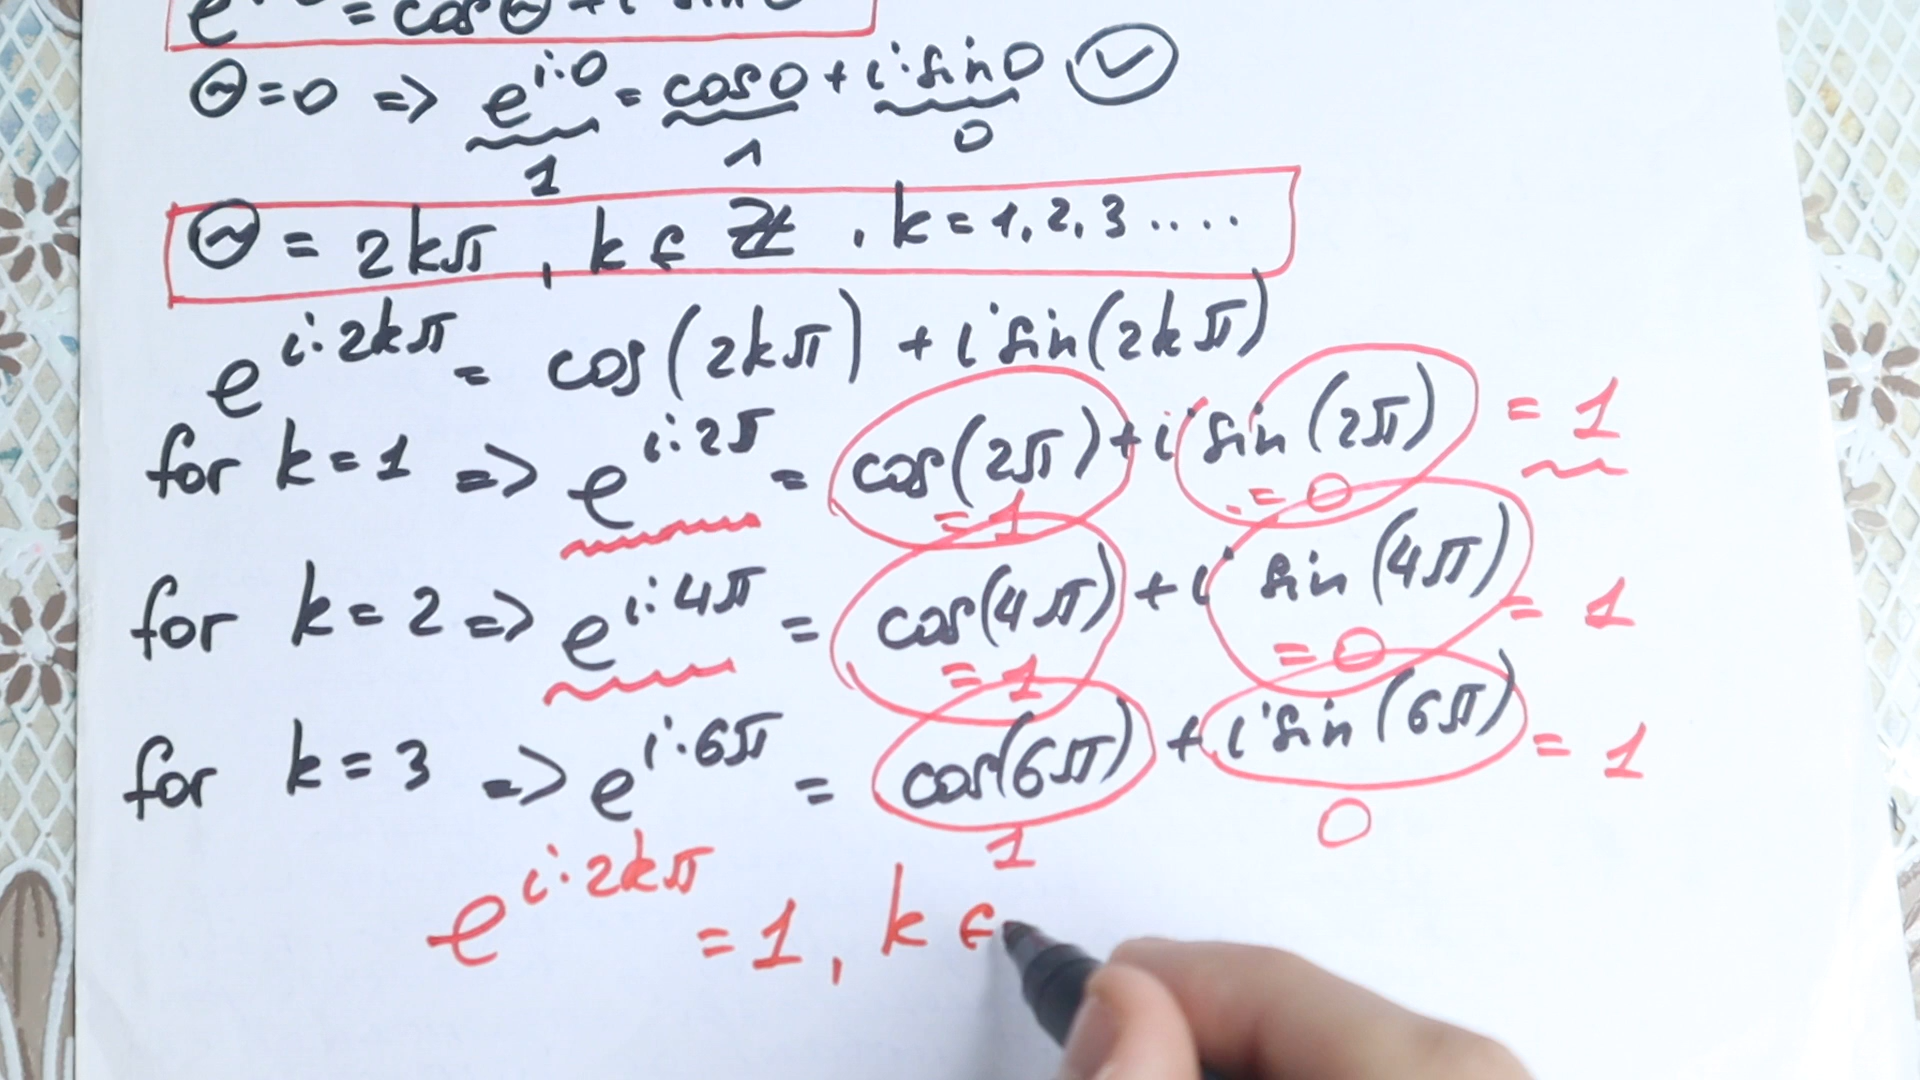 e = cosθ + i sinθ
θ = 0 => e^{i·0} = cos0 + i·sin0 ✓
1 1 0
θ = 2kπ, k ∈ ℤ, k = 1, 2, 3 ....
e^{i·2kπ} = cos(2kπ) + i sin(2kπ)
for k = 1 => e^{i·2π} = cos(2π) + i sin(2π) = 1
= 1 = 0
for k = 2 => e^{i·4π} = cos(4π) + i sin(4π) = 1
= 1 = 0
for k = 3 => e^{i·6π} = cos(6π) + i sin(6π) = 1
1 0
e^{i·2kπ} = 1, k ∈